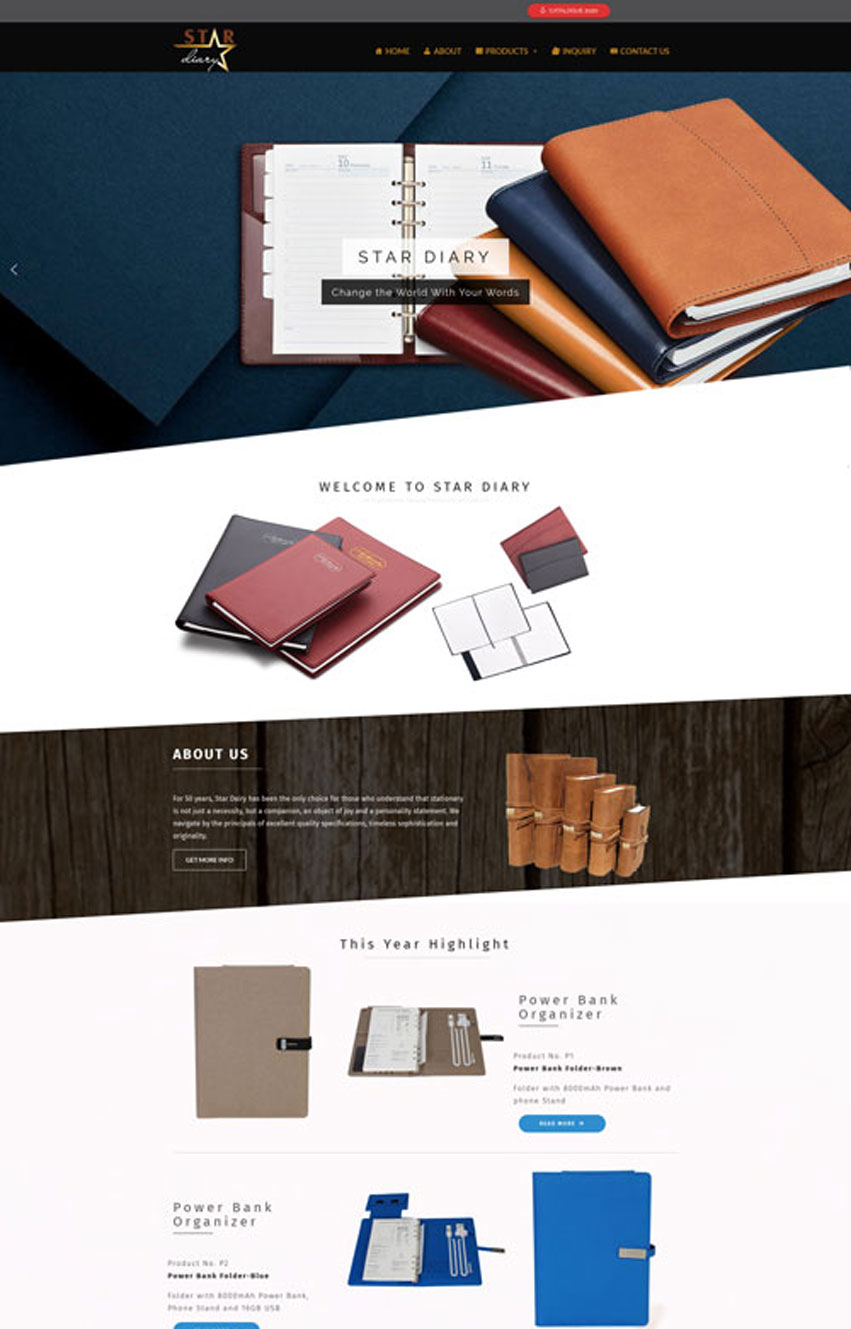 CATALOGUE 2020
STAR
diary
HOME
ABOUT
PRODUCTS
INQUIRY
CONTACT US
10
11
STAR DIARY
Change the World With Your Words
WELCOME TO STAR DIARY
ABOUT US
For 50 years, Star Dairy has been the only choice for those who understand that stationery
is not just a necessity, but a companion, an object of joy and a personality statement. We
navigate by the principals of excellent quality specifications, timeless sophistication and
originality.
GET MORE INFO
This Year Highlight
Power Bank
Organizer
Product No. P1
Power Bank Folder-Brown
Folder with 8000mAh Power Bank and
phone Stand
READ MORE
Power Bank
Organizer
Product No. P2
Power Bank Folder-Blue
Folder with 8000mAh Power Bank,
Phone Stand and 16GB USB